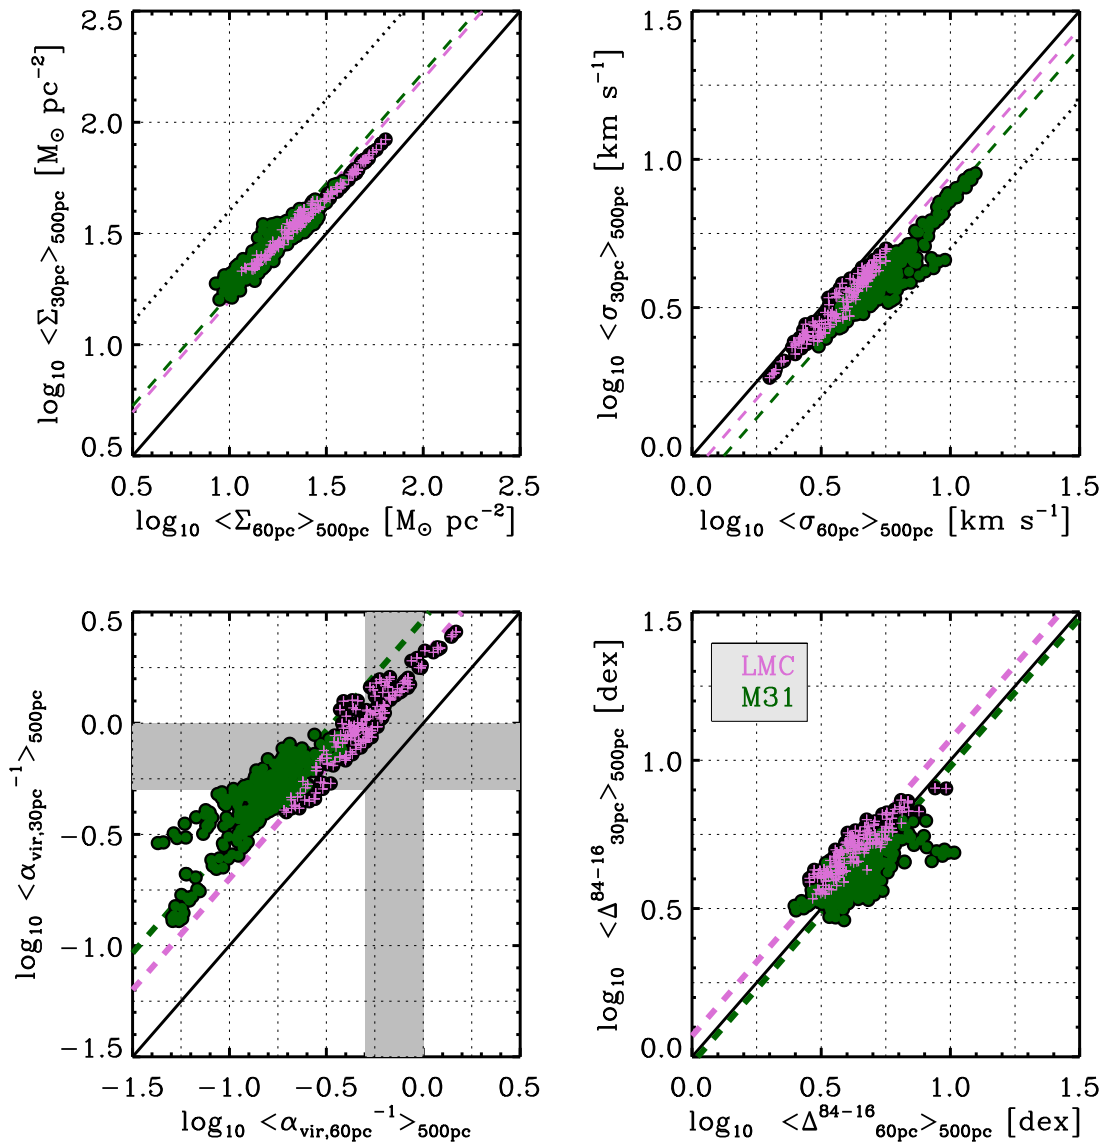 2.5
2.0
1.5
1.0
0.5
log₁₀ <Σ₃₀pc>₅₀₀pc [M⊙ pc⁻²]
0.5 1.0 1.5 2.0 2.5
log₁₀ <Σ₆₀pc>₅₀₀pc [M⊙ pc⁻²]
1.5
1.0
0.5
0.0
log₁₀ <σ₃₀pc>₅₀₀pc [km s⁻¹]
0.0 0.5 1.0 1.5
log₁₀ <σ₆₀pc>₅₀₀pc [km s⁻¹]
0.5
0.0
−0.5
−1.0
−1.5
log₁₀ <α_vir,30pc⁻¹>₅₀₀pc
−1.5 −1.0 −0.5 0.0 0.5
log₁₀ <α_vir,60pc⁻¹>₅₀₀pc
1.5
1.0
0.5
0.0
log₁₀ <Δ⁸⁴⁻¹⁶₃₀pc>₅₀₀pc [dex]
LMC
M31
0.0 0.5 1.0 1.5
log₁₀ <Δ⁸⁴⁻¹⁶₆₀pc>₅₀₀pc [dex]